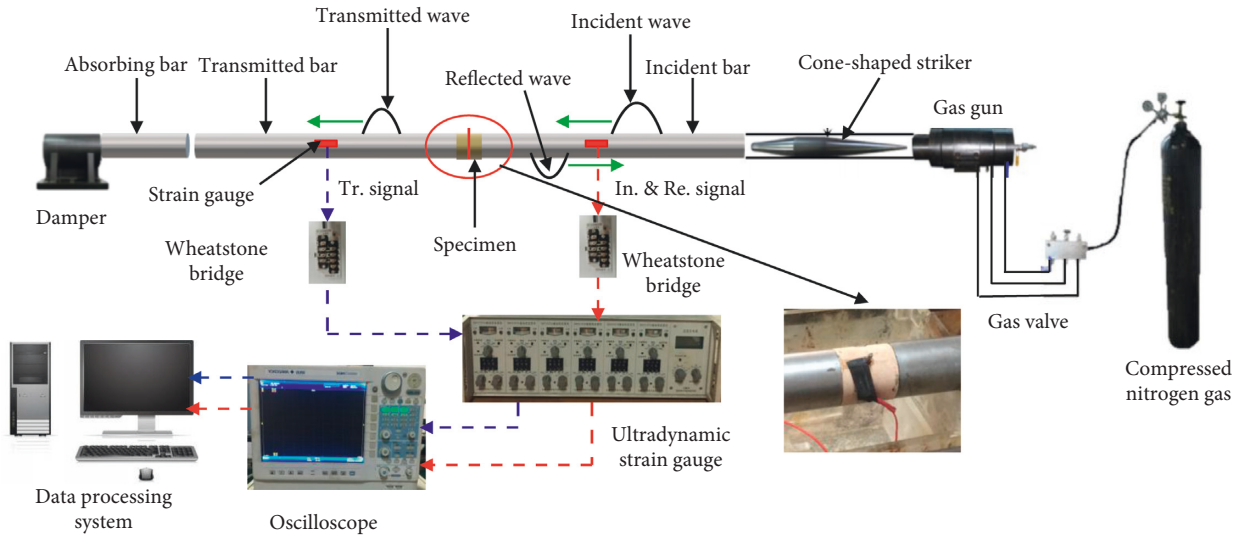 Transmitted wave
Incident wave
Absorbing bar
Transmitted bar
Reflected wave
Incident bar
Cone-shaped striker
Gas gun
Strain gauge
Tr. signal
In. & Re. signal
Damper
Specimen
Wheatstone
bridge
Wheatstone
bridge
Gas valve
Compressed
nitrogen gas
YOKOGAWA
Ultradynamic
strain gauge
Data processing
system
Oscilloscope